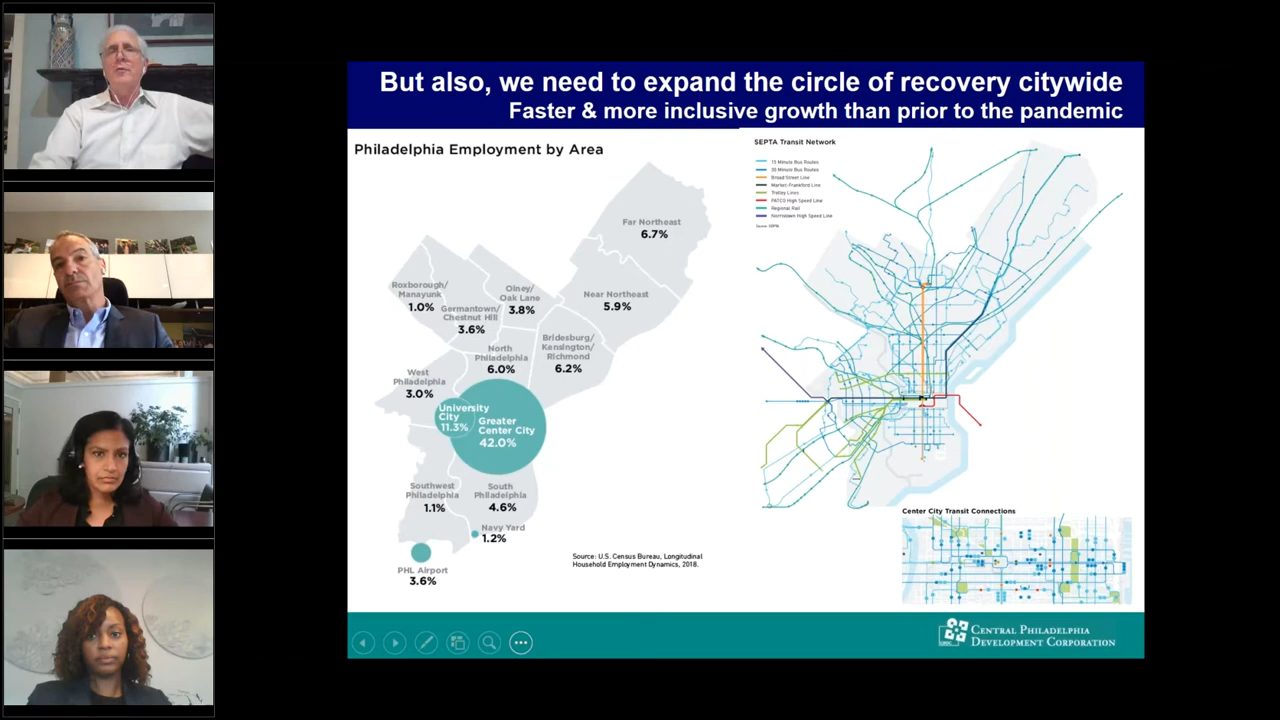 But also, we need to expand the circle of recovery citywide
Faster & more inclusive growth than prior to the pandemic
Philadelphia Employment by Area
Far Northeast
6.7%
Roxborough/
Manayunk
1.0%
Germantown/
Chestnut Hill
3.6%
Olney/
Oak Lane
3.8%
Near Northeast
5.9%
North
Philadelphia
6.0%
Bridesburg/
Kensington/
Richmond
6.2%
West
Philadelphia
3.0%
University
City
11.3%
Greater
Center City
42.0%
Southwest
Philadelphia
1.1%
South
Philadelphia
4.6%
Navy Yard
1.2%
PHL Airport
3.6%
Source: U.S. Census Bureau, Longitudinal
Household Employment Dynamics, 2018.
SEPTA Transit Network
15 Minute Bus Routes
30 Minute Bus Routes
Broad Street Line
Market-Frankford Line
Trolley Lines
PATCO High Speed Line
Regional Rail
Norristown High Speed Line
Source: SEPTA
Center City Transit Connections
CENTRAL PHILADELPHIA
DEVELOPMENT CORPORATION